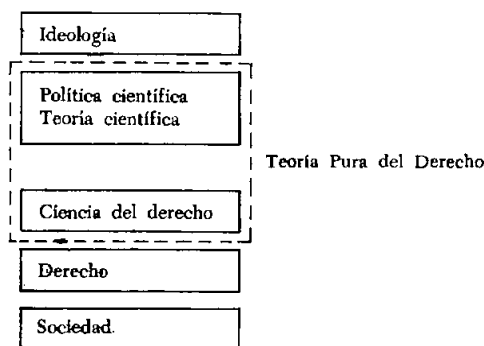 Ideología
Política científica
Teoría científica
Teoría Pura del Derecho
Ciencia del derecho
Derecho
Sociedad.